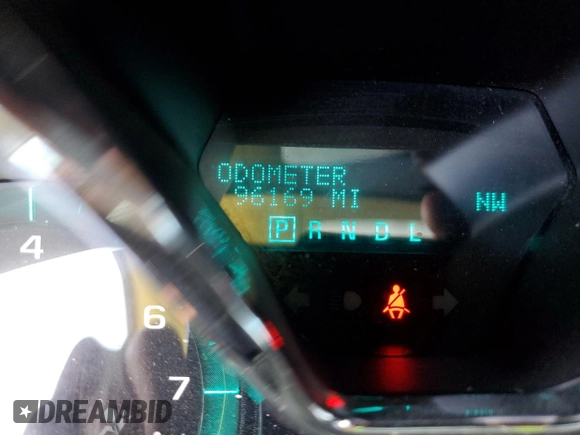 ODOMETER
96169 MI
NW
P R N D L
4
6
7
DREAMBID